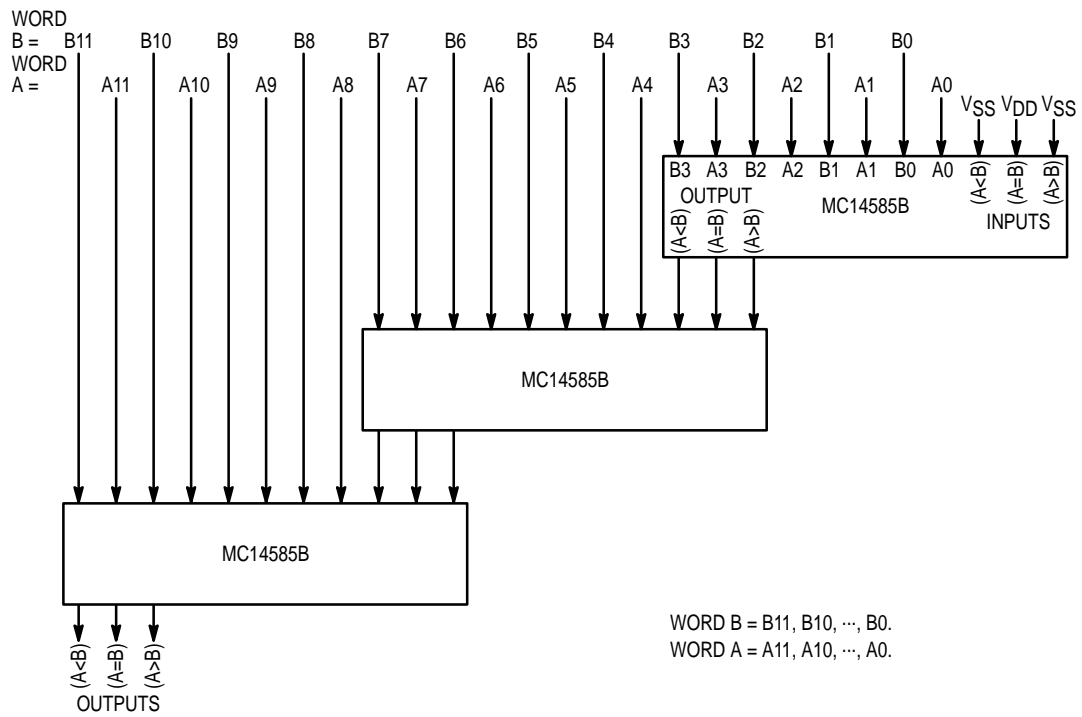 WORD
B = B11 B10 B9 B8 B7 B6 B5 B4 B3 B2 B1 B0
WORD
A = A11 A10 A9 A8 A7 A6 A5 A4 A3 A2 A1 A0
VSS VDD VSS
B3 A3 B2 A2 B1 A1 B0 A0 (A<B) (A=B) (A>B)
OUTPUT MC14585B INPUTS
(A<B) (A=B) (A>B)
MC14585B
MC14585B
(A<B) (A=B) (A>B)
OUTPUTS
WORD B = B11, B10, ···, B0.
WORD A = A11, A10, ···, A0.